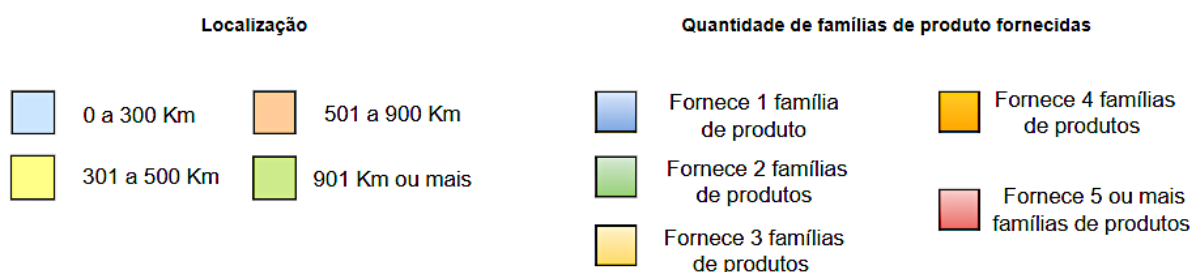 Localização
0 a 300 Km
501 a 900 Km
301 a 500 Km
901 Km ou mais
Quantidade de famílias de produto fornecidas
Fornece 1 família
de produto
Fornece 2 famílias
de produtos
Fornece 3 famílias
de produtos
Fornece 4 famílias
de produtos
Fornece 5 ou mais
famílias de produtos